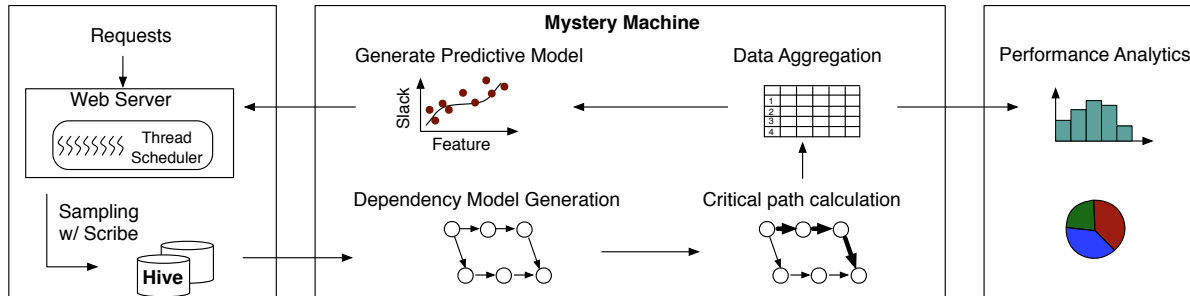 Requests
Web Server
Thread
Scheduler
Sampling
w/ Scribe
Hive
Mystery Machine
Generate Predictive Model
Slack
Feature
Data Aggregation
1
2
3
4
Dependency Model Generation
Critical path calculation
Performance Analytics